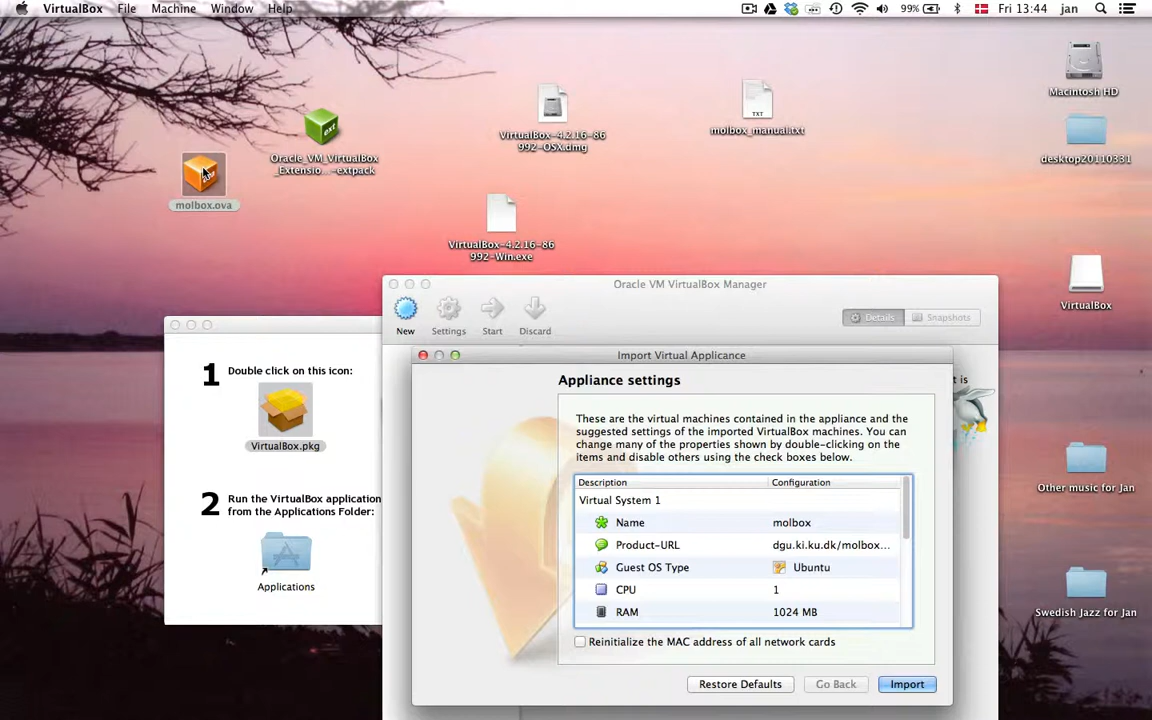 VirtualBox File Machine Window Help
99% Fri 13:44 jan
Macintosh HD
desktop20110331
VirtualBox
Other music for Jan
Swedish Jazz for Jan
molbox.ova
ext
Oracle_VM_VirtualBox
_Extensio...-extpack
VirtualBox-4.2.16-86
992-OSX.dmg
TXT
molbox_manual.txt
VirtualBox-4.2.16-86
992-Win.exe
1 Double click on this icon:
VirtualBox.pkg
2 Run the VirtualBox application
from the Applications Folder:
Applications
Oracle VM VirtualBox Manager
New Settings Start Discard
Details Snapshots
t is
Import Virtual Applicance
Appliance settings
These are the virtual machines contained in the appliance and the
suggested settings of the imported VirtualBox machines. You can
change many of the properties shown by double-clicking on the
items and disable others using the check boxes below.
Description Configuration
Virtual System 1
Name molbox
Product-URL dgu.ki.ku.dk/molbox...
Guest OS Type Ubuntu
CPU 1
RAM 1024 MB
Reinitialize the MAC address of all network cards
Restore Defaults Go Back Import